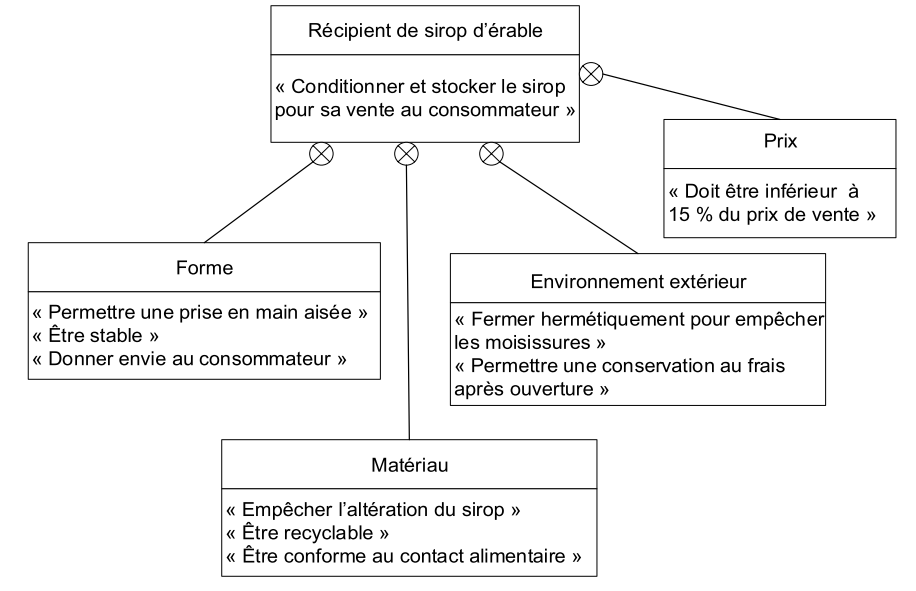 Récipient de sirop d’érable
« Conditionner et stocker le sirop
pour sa vente au consommateur »
Prix
« Doit être inférieur à
15 % du prix de vente »
Forme
« Permettre une prise en main aisée »
« Être stable »
« Donner envie au consommateur »
Environnement extérieur
« Fermer hermétiquement pour empêcher
les moisissures »
« Permettre une conservation au frais
après ouverture »
Matériau
« Empêcher l’altération du sirop »
« Être recyclable »
« Être conforme au contact alimentaire »